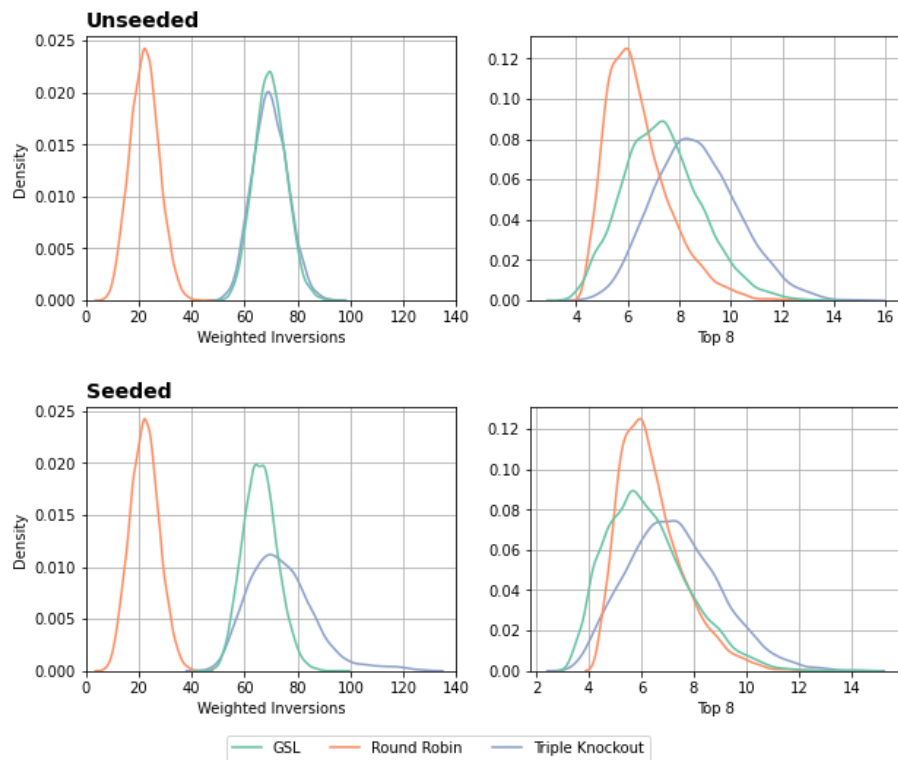 Unseeded
0.025
0.020
0.015
0.010
0.005
0.000
Density
0 20 40 60 80 100 120 140
Weighted Inversions
0.12
0.10
0.08
0.06
0.04
0.02
0.00
4 6 8 10 12 14 16
Top 8
Seeded
0.025
0.020
0.015
0.010
0.005
0.000
Density
0 20 40 60 80 100 120 140
Weighted Inversions
0.12
0.10
0.08
0.06
0.04
0.02
0.00
2 4 6 8 10 12 14
Top 8
GSL Round Robin Triple Knockout